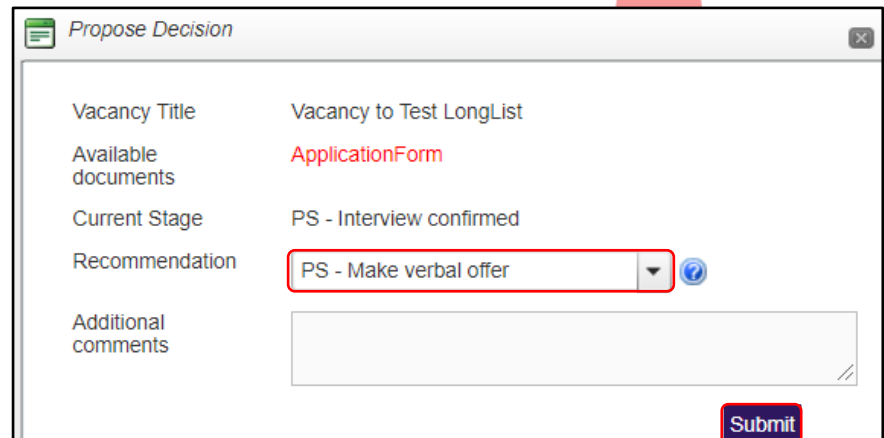 Propose Decision
Vacancy Title Vacancy to Test LongList
Available documents ApplicationForm
Current Stage PS - Interview confirmed
Recommendation PS - Make verbal offer
Additional comments
Submit